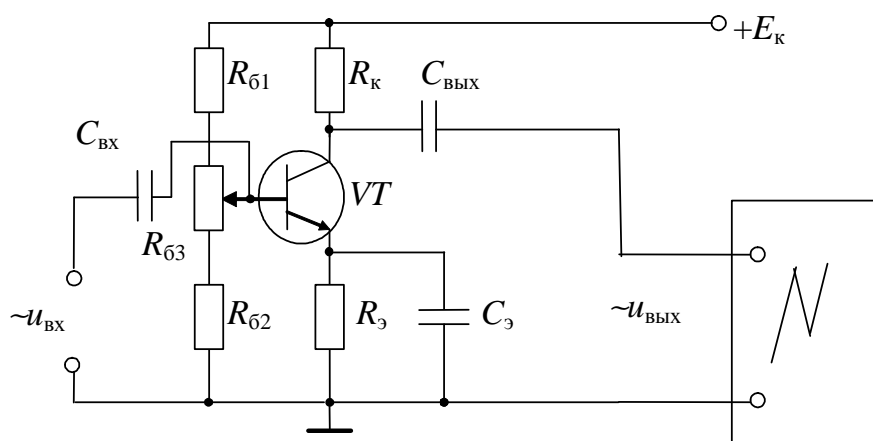 +Eк
Rб1
Rк
Cвых
Cвх
VT
Rб3
~uвх
Rб2
Rэ
Cэ
~uвых